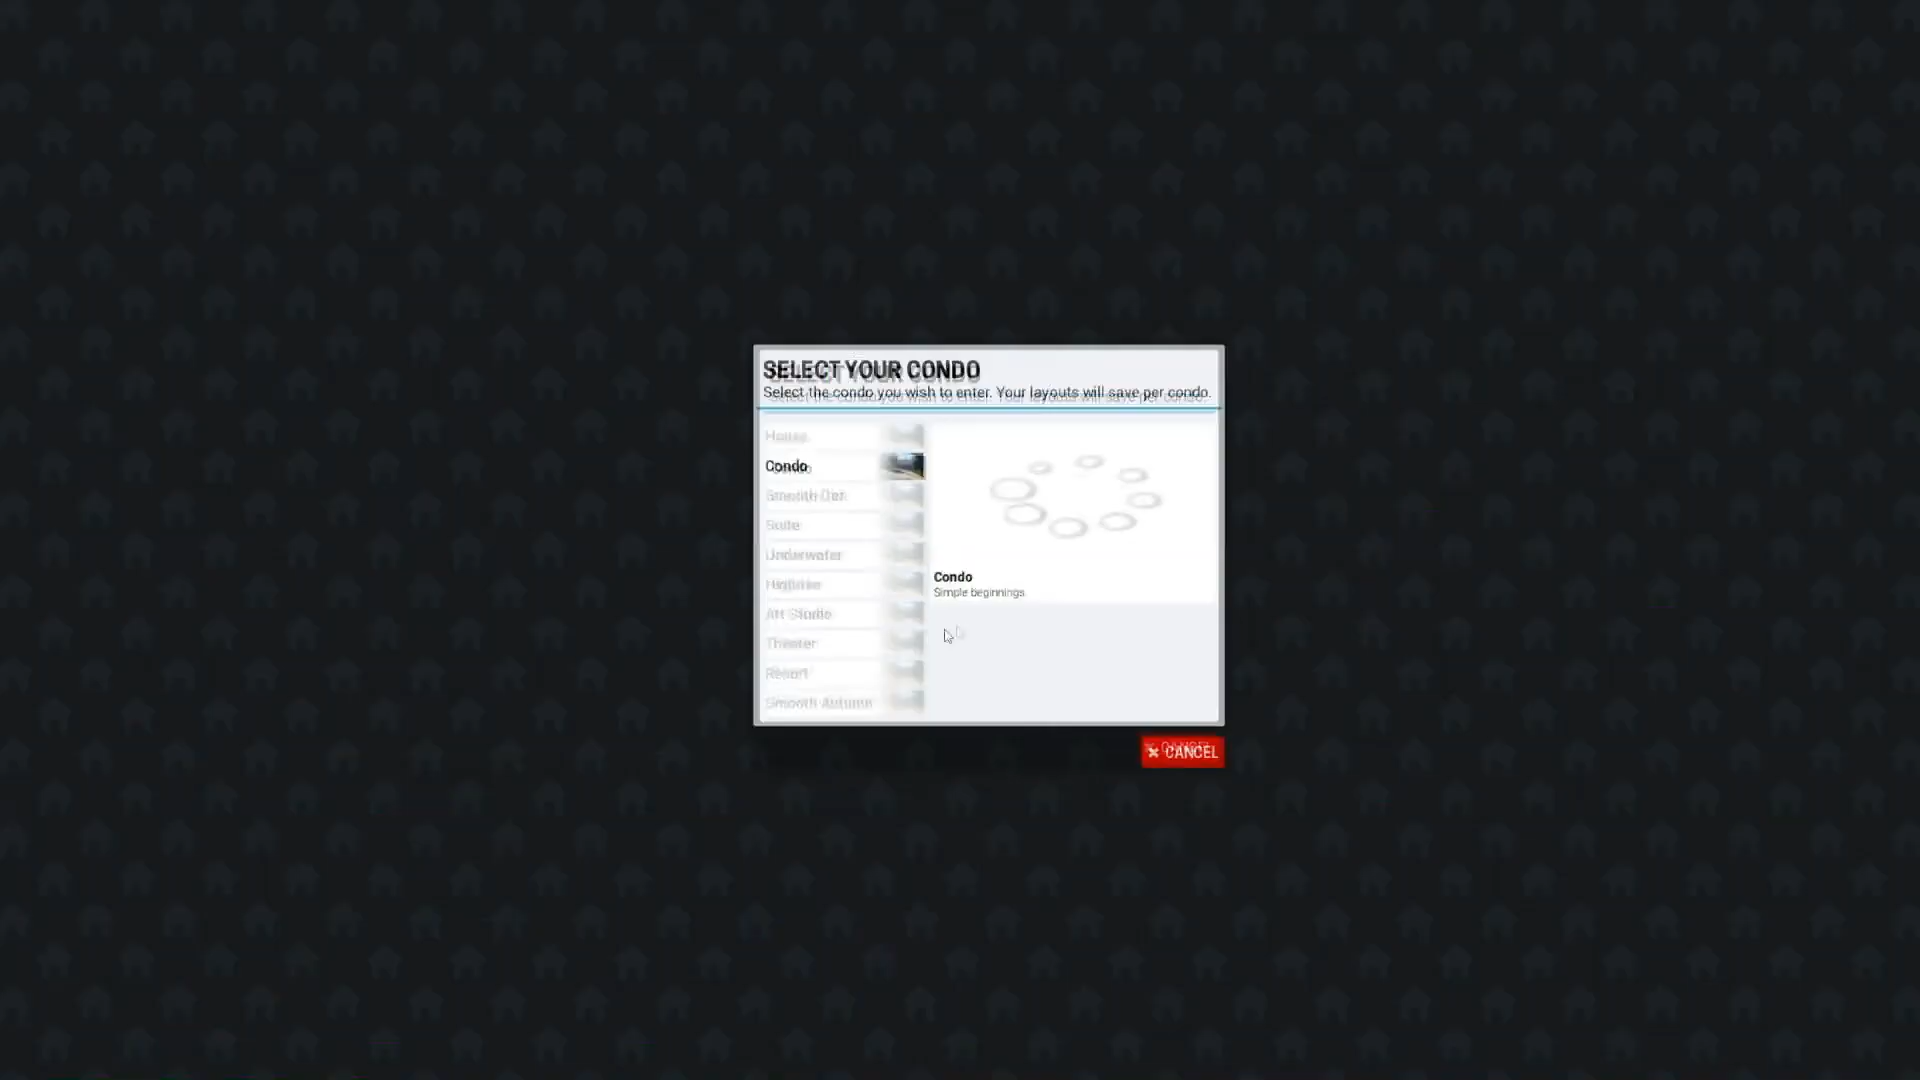 SELECT YOUR CONDO
Select the condo you wish to enter. Your layouts will save per condo.
House
Condo
Smooth Dirt
Suite
Underwater
Highrise
Art Studio
Theater
Resort
Smooth Autumn
Condo
Simple beginnings
× CANCEL